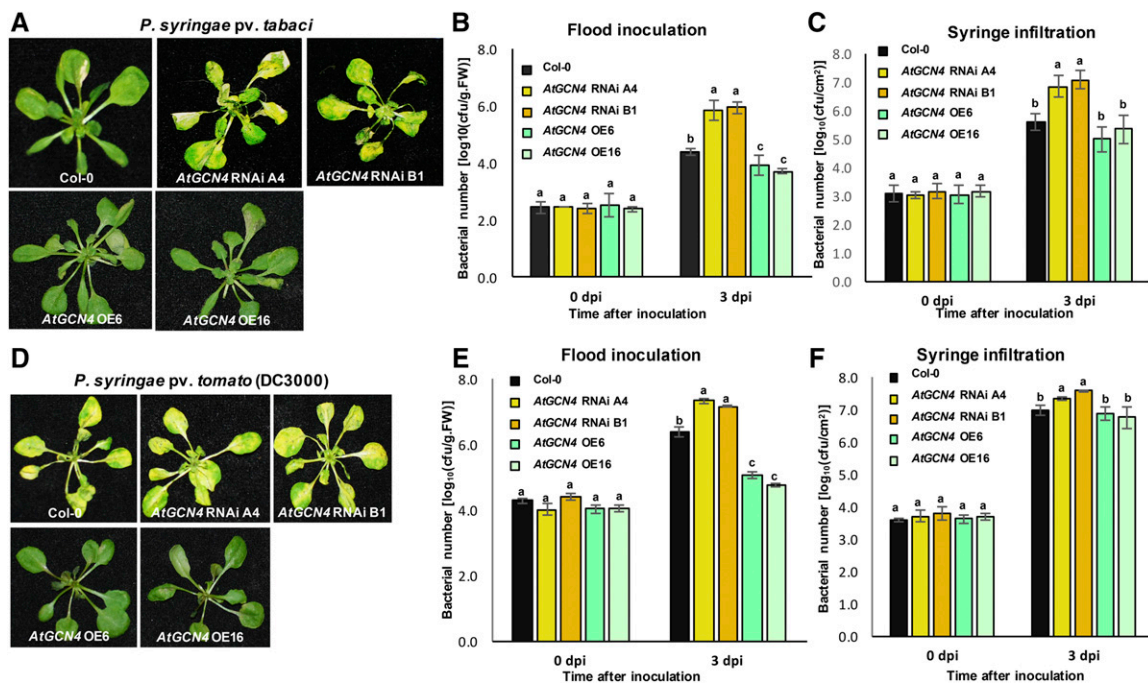 A
P. syringae pv. tabaci
Col-0
AtGCN4 RNAi A4
AtGCN4 RNAi B1
AtGCN4 OE6
AtGCN4 OE16
B
Flood inoculation
Bacterial number [log10(cfu/g.FW)]
8.0
6.0
4.0
2.0
0.0
Col-0
AtGCN4 RNAi A4
AtGCN4 RNAi B1
AtGCN4 OE6
AtGCN4 OE16
a a a a a
b a a c c
0 dpi 3 dpi
Time after inoculation
C
Syringe infiltration
Bacterial number [log₁₀(cfu/cm²)]
8.0
7.0
6.0
5.0
4.0
3.0
2.0
1.0
0.0
Col-0
AtGCN4 RNAi A4
AtGCN4 RNAi B1
AtGCN4 OE6
AtGCN4 OE16
a a a a a
b a a b b
0 dpi 3 dpi
Time after inoculation
D
P. syringae pv. tomato (DC3000)
Col-0
AtGCN4 RNAi A4
AtGCN4 RNAi B1
AtGCN4 OE6
AtGCN4 OE16
E
Flood inoculation
Bacterial number [log₁₀(cfu/g.FW)]
8.0
6.0
4.0
2.0
0.0
Col-0
AtGCN4 RNAi A4
AtGCN4 RNAi B1
AtGCN4 OE6
AtGCN4 OE16
a a a a a
b a a c c
0 dpi 3 dpi
Time after inoculation
F
Syringe infiltration
Bacterial number [log₁₀(cfu/cm²)]
8.0
7.0
6.0
5.0
4.0
3.0
2.0
1.0
0.0
Col-0
AtGCN4 RNAi A4
AtGCN4 RNAi B1
AtGCN4 OE6
AtGCN4 OE16
a a a a a
b a a b b
0 dpi 3 dpi
Time after inoculation